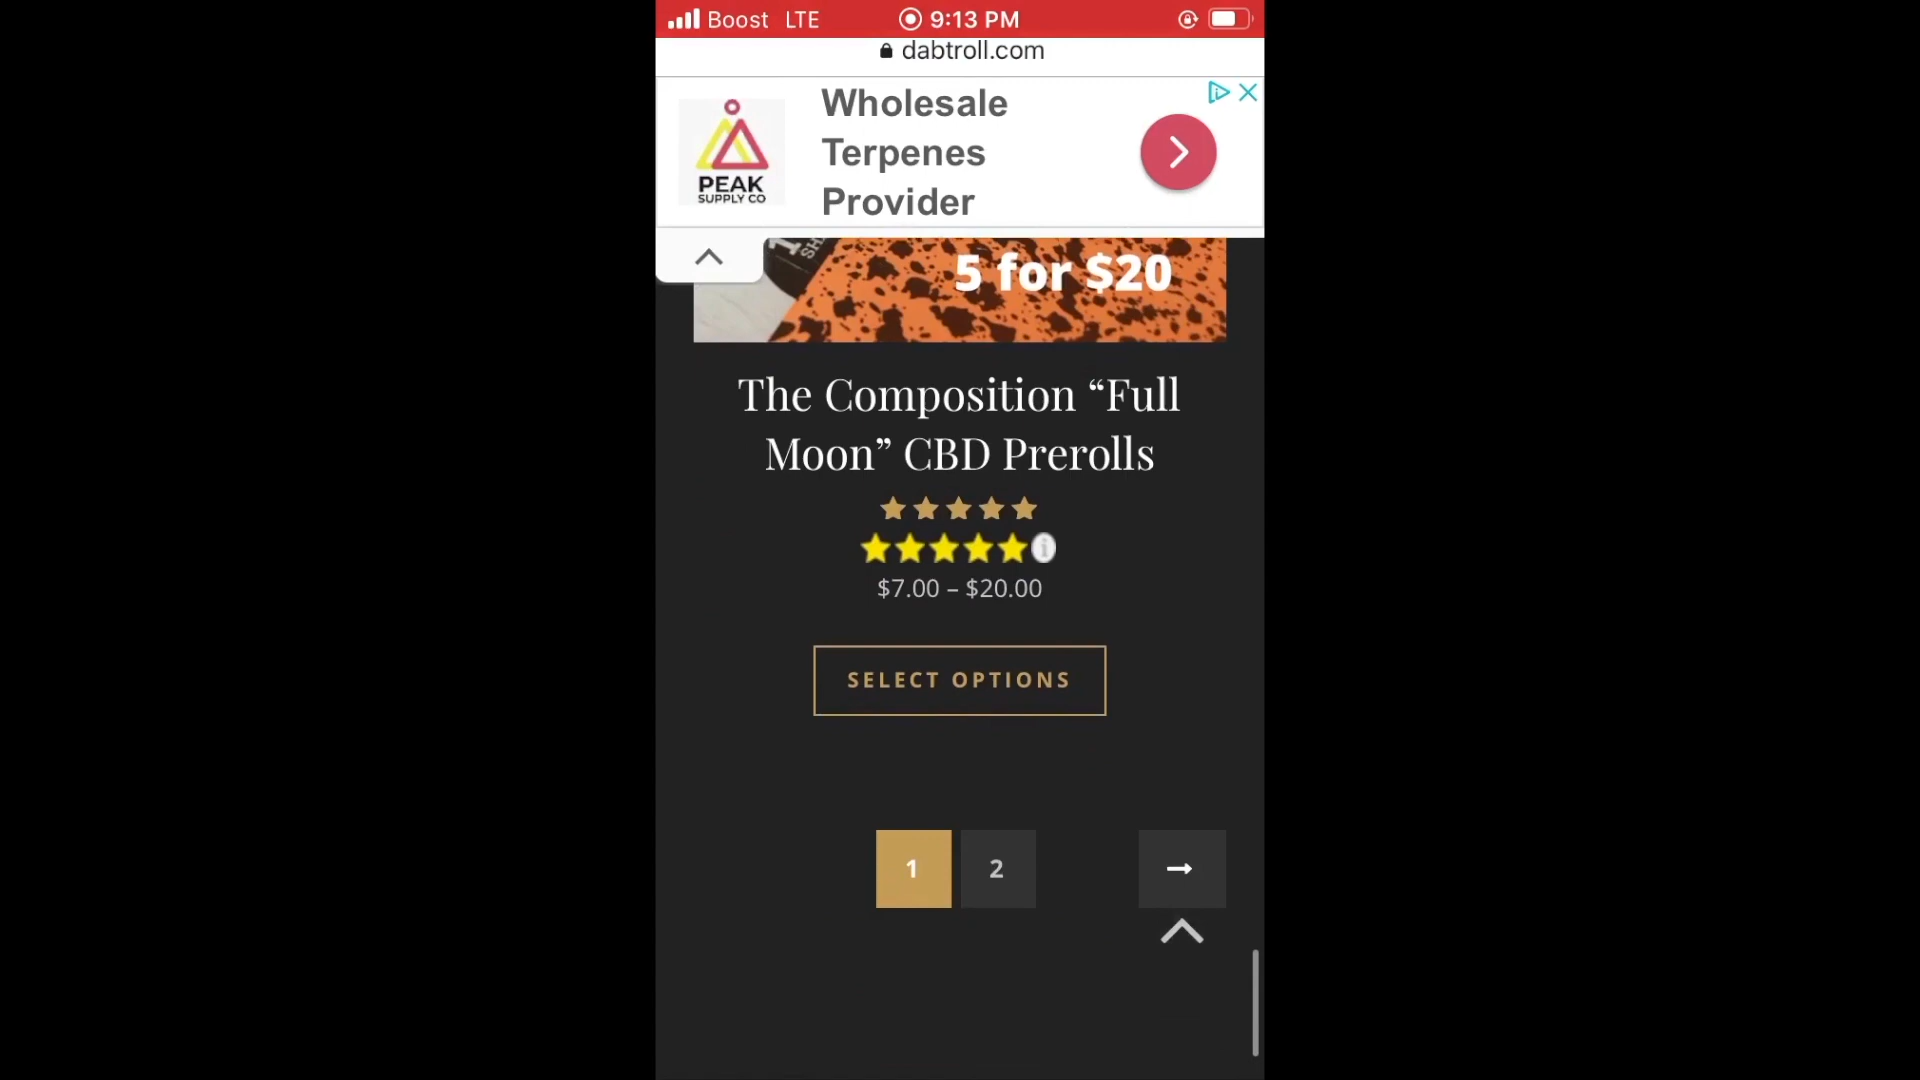 Boost LTE 9:13 PM
dabtroll.com
Wholesale
Terpenes
Provider
PEAK
SUPPLY CO
5 for $20
The Composition “Full
Moon” CBD Prerolls
$7.00 – $20.00
SELECT OPTIONS
1 2 →